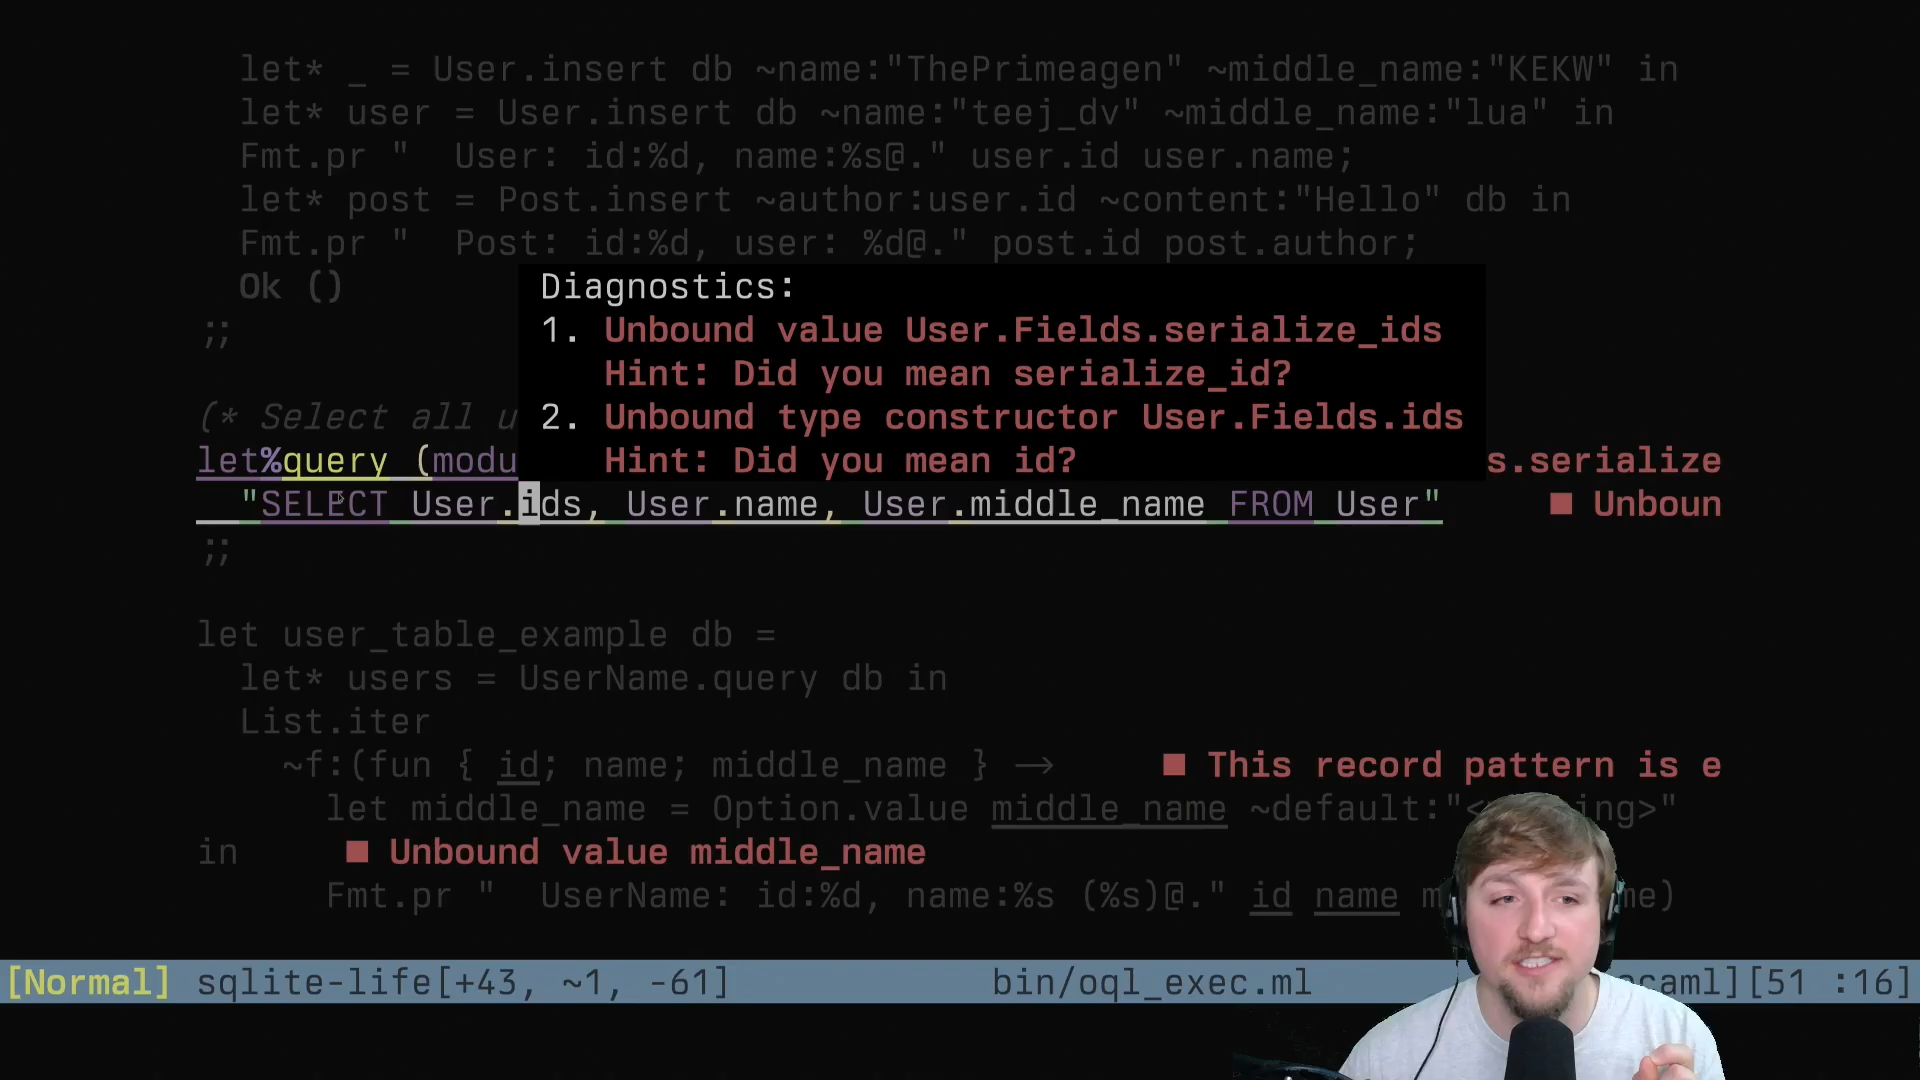 let* _ = User.insert db ~name:"ThePrimeagen" ~middle_name:"KEKW" in
let* user = User.insert db ~name:"teej_dv" ~middle_name:"lua" in
Fmt.pr "  User: id:%d, name:%s@." user.id user.name;
let* post = Post.insert ~author:user.id ~content:"Hello" db in
Fmt.pr "  Post: id:%d, user: %d@." post.id post.author;
Ok ()
;;
Diagnostics:
1. Unbound value User.Fields.serialize_ids
Hint: Did you mean serialize_id?
2. Unbound type constructor User.Fields.ids
Hint: Did you mean id?
(* Select all u
let%query (modu s.serialize
"SELECT User.ids, User.name, User.middle_name FROM User" ■ Unboun
;;
let user_table_example db =
let* users = UserName.query db in
List.iter
~f:(fun { id; name; middle_name } -> ■ This record pattern is e
let middle_name = Option.value middle_name ~default:"< ing>"
in ■ Unbound value middle_name
Fmt.pr "  UserName: id:%d, name:%s (%s)@." id name m me)
[Normal] sqlite-life[+43, ~1, -61] bin/oql_exec.ml ocaml][51 :16]